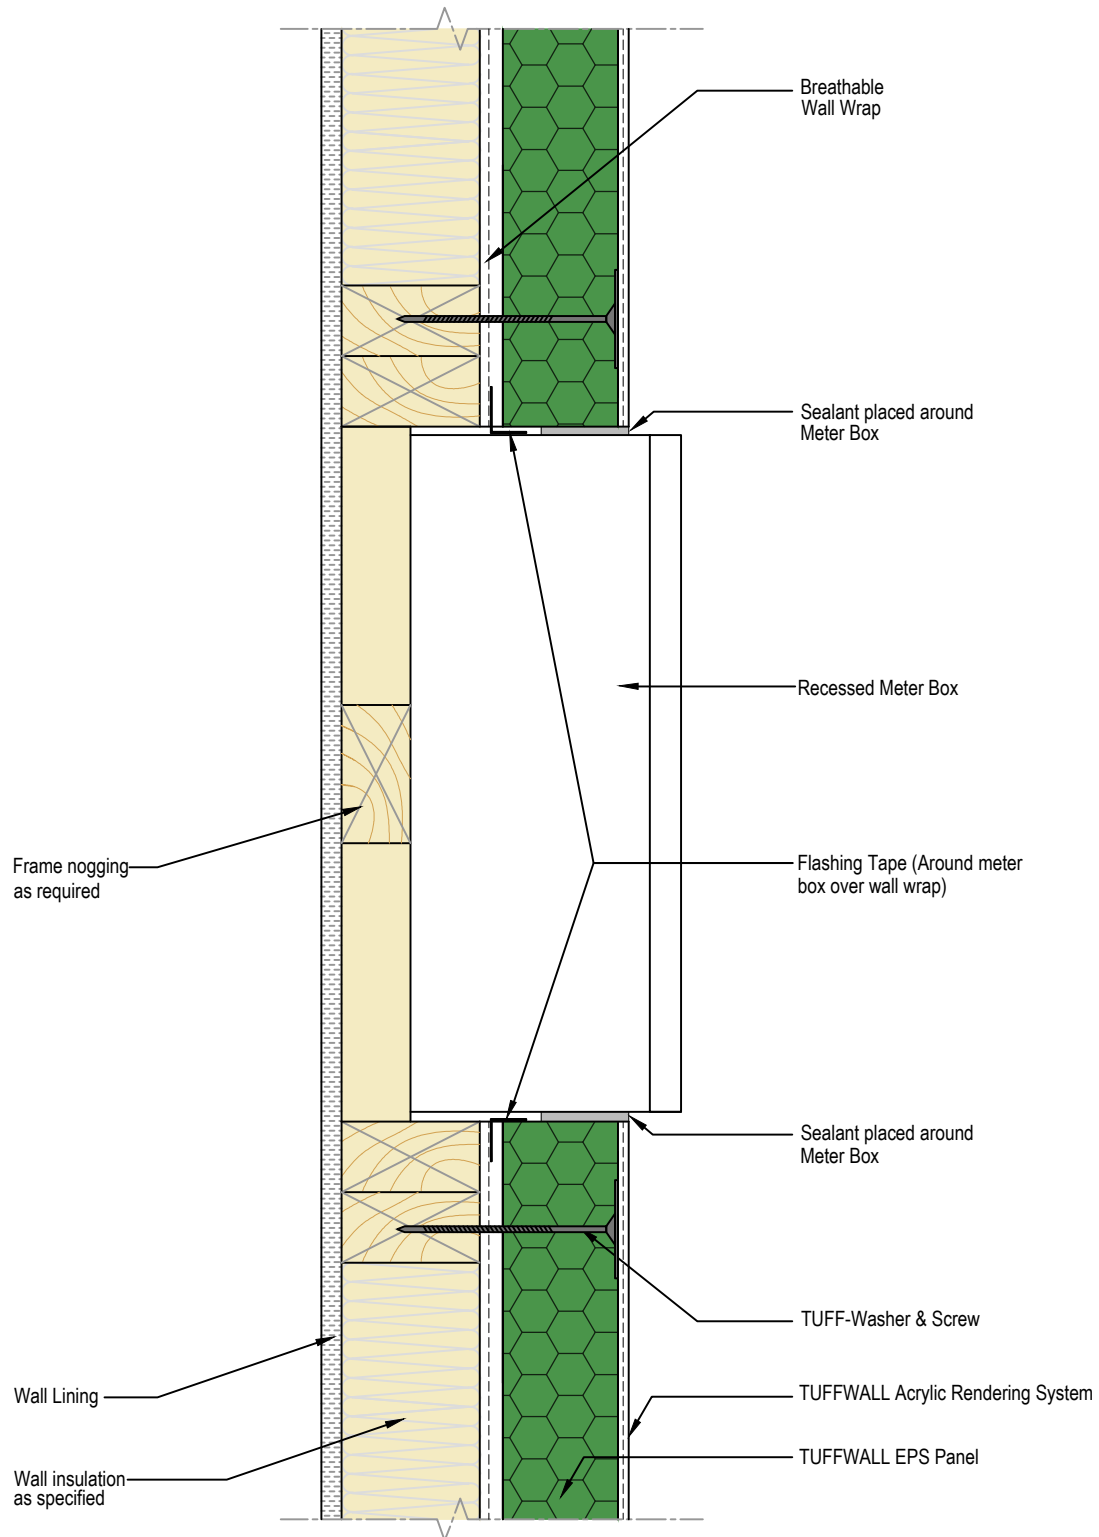 Breathable
Wall Wrap
Sealant placed around
Meter Box
Recessed Meter Box
Frame nogging
as required
Flashing Tape (Around meter
box over wall wrap)
Sealant placed around
Meter Box
TUFF-Washer & Screw
Wall Lining
TUFFWALL Acrylic Rendering System
TUFFWALL EPS Panel
Wall insulation
as specified